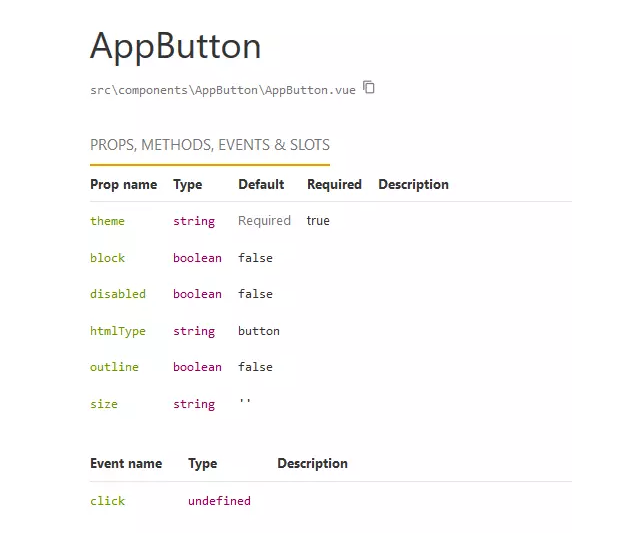 AppButton
src\components\AppButton\AppButton.vue
PROPS, METHODS, EVENTS & SLOTS
Prop name Type Default Required Description
theme string Required true
block boolean false
disabled boolean false
htmlType string button
outline boolean false
size string ''
Event name Type Description
click undefined